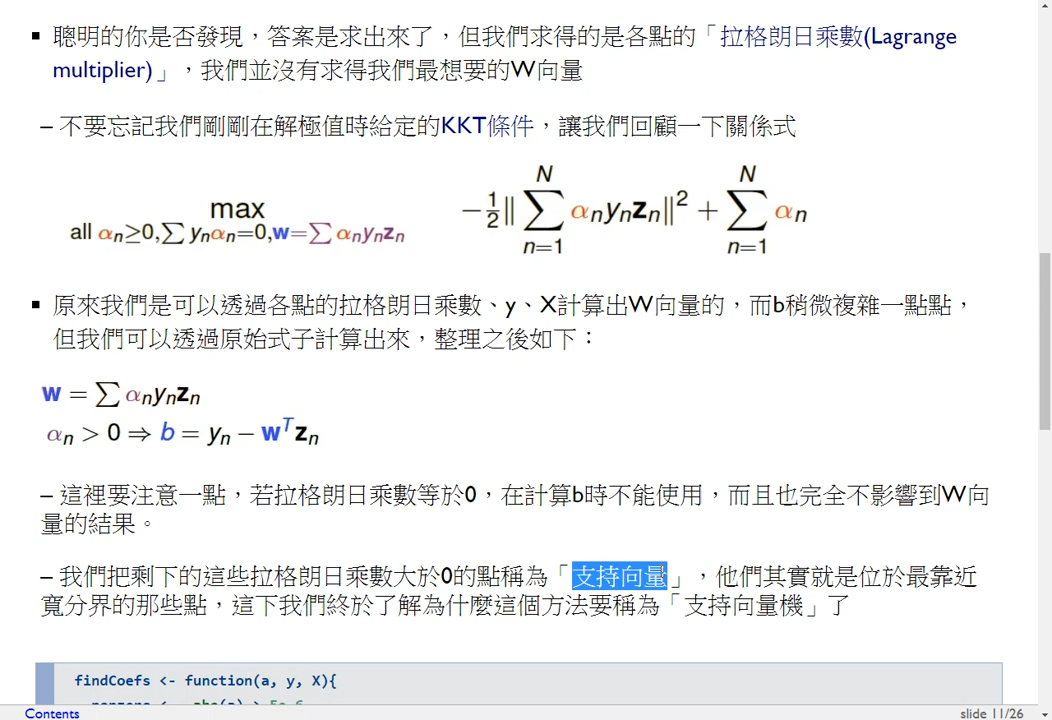 ▪ 聰明的你是否發現，答案是求出來了，但我們求得的是各點的「拉格朗日乘數(Lagrange
multiplier)」，我們並沒有求得我們最想要的W向量
– 不要忘記我們剛剛在解極值時給定的KKT條件，讓我們回顧一下關係式
max −½‖∑ₙ₌₁ᴺ αₙyₙzₙ‖² + ∑ₙ₌₁ᴺ αₙ
all αₙ≥0,∑ yₙαₙ=0,w=∑ αₙyₙzₙ
▪ 原來我們是可以透過各點的拉格朗日乘數、y、X計算出W向量的，而b稍微複雜一點點，
但我們可以透過原始式子計算出來，整理之後如下：
w = ∑ αₙyₙzₙ
αₙ > 0 ⇒ b = yₙ − wᵀzₙ
– 這裡要注意一點，若拉格朗日乘數等於0，在計算b時不能使用，而且也完全不影響到W向
量的結果。
– 我們把剩下的這些拉格朗日乘數大於0的點稱為「支持向量」，他們其實就是位於最靠近
寬分界的那些點，這下我們終於了解為什麼這個方法要稱為「支持向量機」了
findCoefs <- function(a, y, X){
Contents
slide 11/26